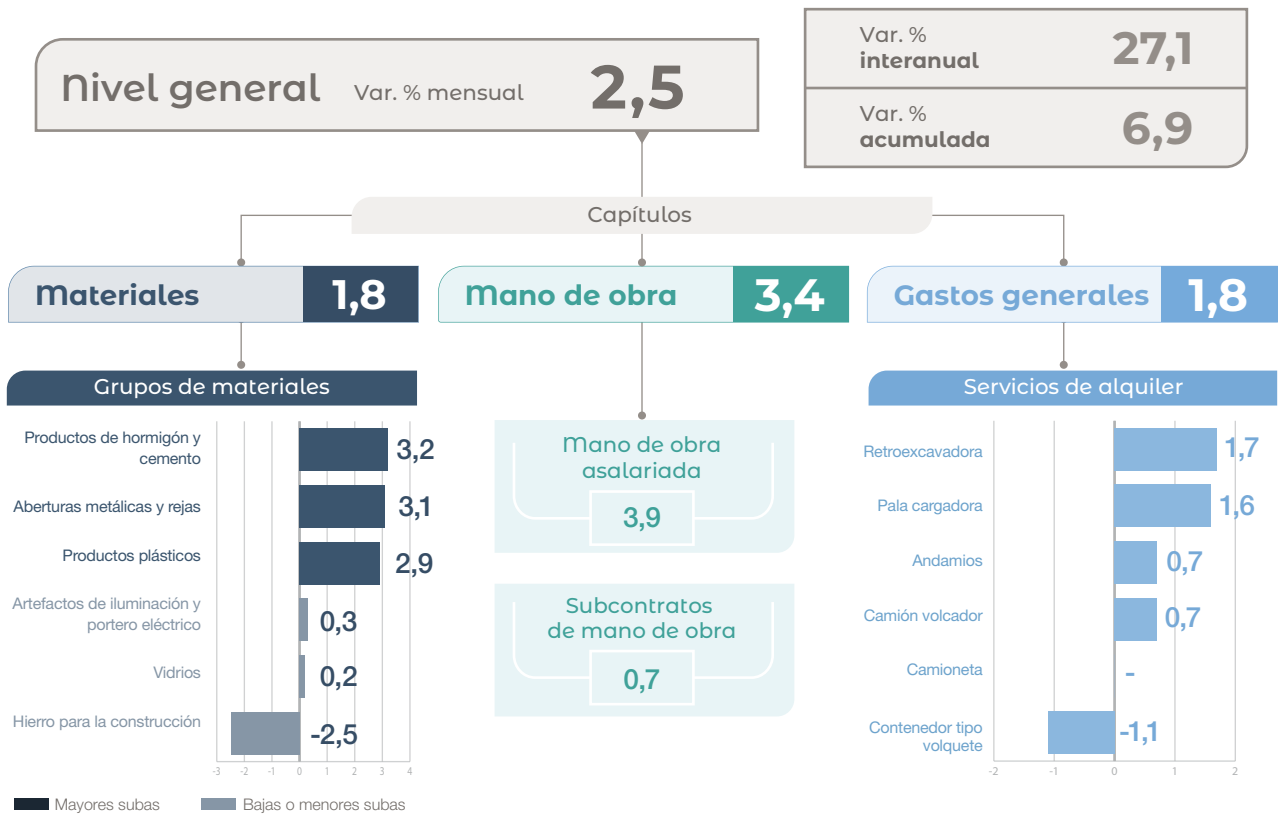 Nivel general Var. % mensual 2,5
Var. %
interanual 27,1
Var. %
acumulada 6,9
Capítulos
Materiales 1,8
Mano de obra 3,4
Gastos generales 1,8
Grupos de materiales
Productos de hormigón y
cemento 3,2
Aberturas metálicas y rejas 3,1
Productos plásticos 2,9
Artefactos de iluminación y
portero eléctrico 0,3
Vidrios 0,2
Hierro para la construcción -2,5
-3 -2 -1 0 1 2 3 4
Mayores subas Bajas o menores subas
Mano de obra
asalariada
3,9
Subcontratos
de mano de obra
0,7
Servicios de alquiler
Retroexcavadora 1,7
Pala cargadora 1,6
Andamios 0,7
Camión volcador 0,7
Camioneta -
Contenedor tipo
volquete -1,1
-2 -1 0 1 2